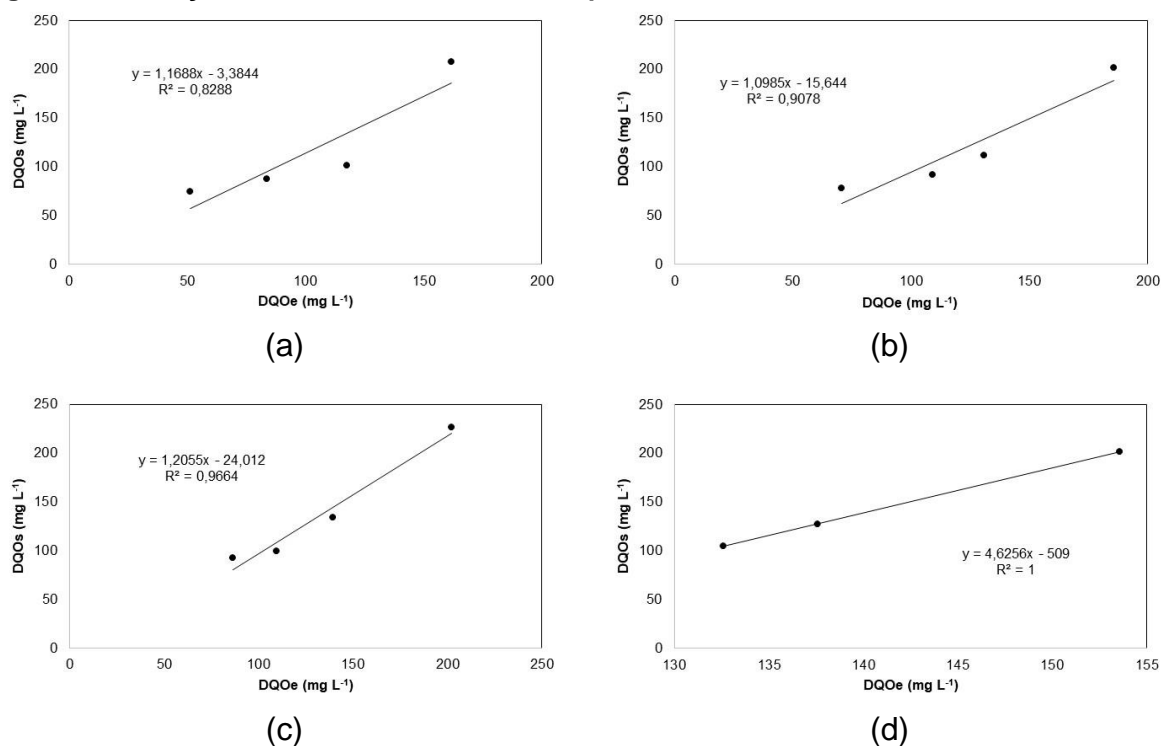 250
200
150
100
50
0
DQOs (mg L⁻¹)
y = 1,1688x - 3,3844
R² = 0,8288
0 50 100 150 200
DQOe (mg L⁻¹)
(a)
250
200
150
100
50
0
DQOs (mg L⁻¹)
y = 1,0985x - 15,644
R² = 0,9078
0 50 100 150 200
DQOe (mg L⁻¹)
(b)
250
200
150
100
50
0
DQOs (mg L⁻¹)
y = 1,2055x - 24,012
R² = 0,9664
0 50 100 150 200 250
DQOe (mg L⁻¹)
(c)
250
200
150
100
50
0
DQOs (mg L⁻¹)
y = 4,6256x - 509
R² = 1
130 135 140 145 150 155
DQOe (mg L⁻¹)
(d)